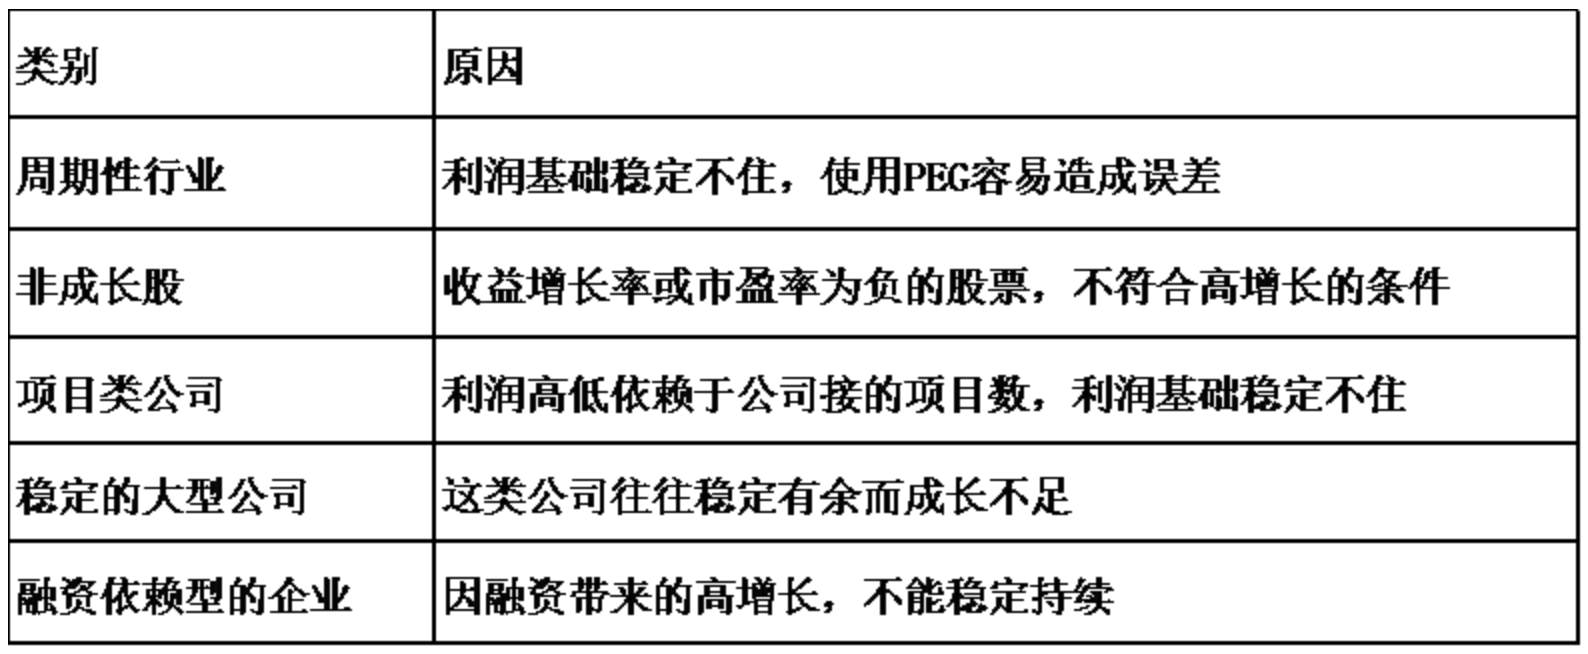 类别 原因
周期性行业 利润基础稳定不住，使用PEG容易造成误差
非成长股 收益增长率或市盈率为负的股票，不符合高增长的条件
项目类公司 利润高低依赖于公司接的项目数，利润基础稳定不住
稳定的大型公司 这类公司往往稳定有余而成长不足
融资依赖型的企业 因融资带来的高增长，不能稳定持续